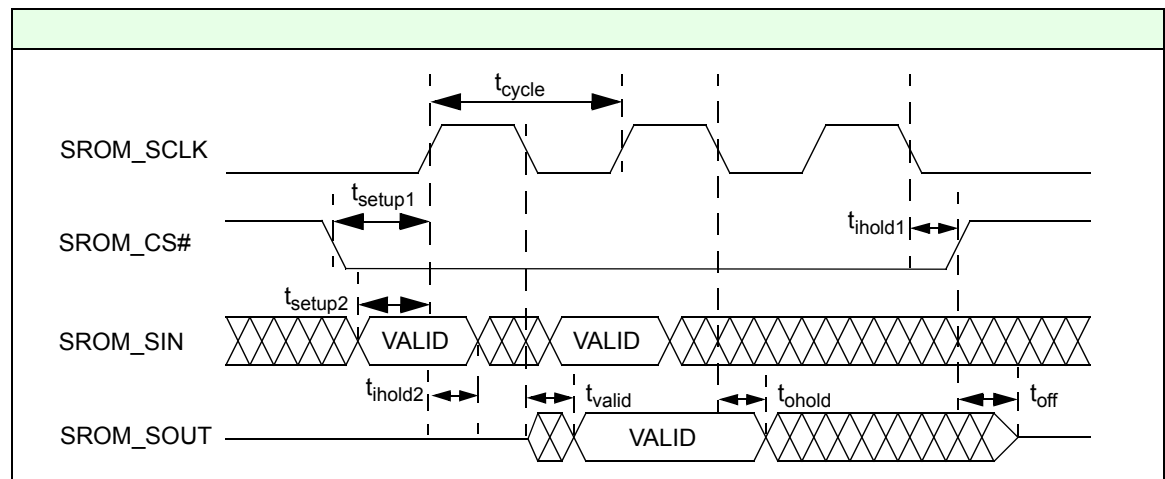 tcycle
SROM_SCLK
tsetup1
SROM_CS#
tihold1
tsetup2
SROM_SIN
VALID
VALID
tihold2
tvalid
tohold
toff
SROM_SOUT
VALID